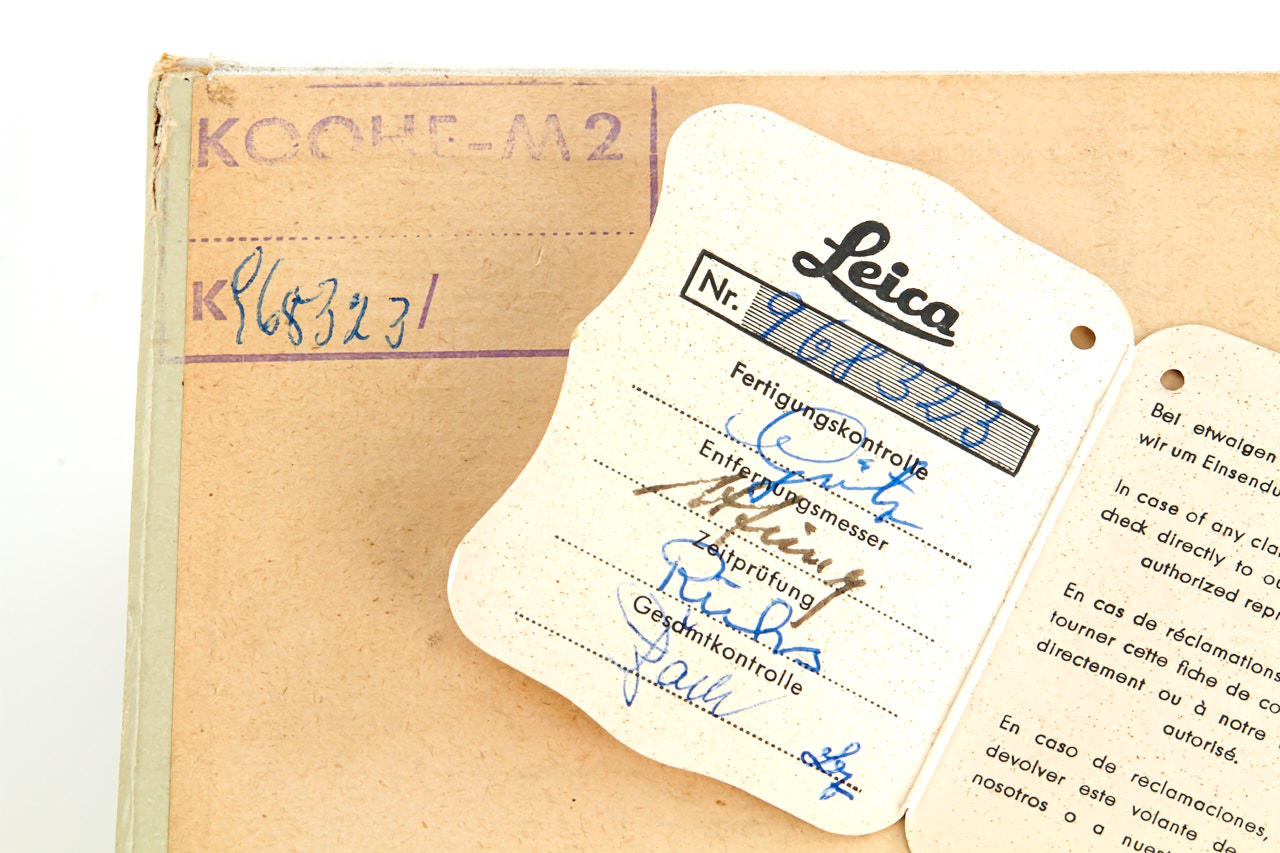 KOOHE-M2
K968323/
Leica
Nr. 968323
Fertigungskontrolle
Entfernungsmesser
Zeitprüfung
Gesamtkontrolle
Bei etwaigen
wir um Einsendu
In case of any clai
check directly to ou
authorized repr
En cas de réclamations
tourner cette fiche de co
directement ou à notre
autorisé.
En caso de reclamaciones,
devolver este volante de
nosotros o a nuest